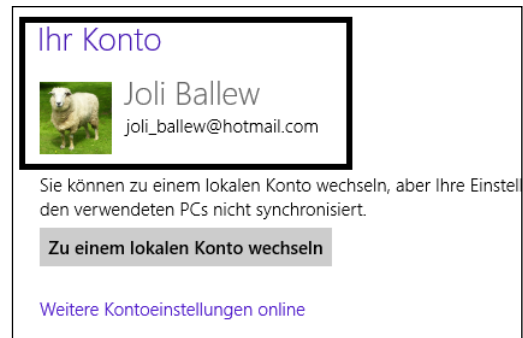 Ihr Konto
Joli Ballew
joli_ballew@hotmail.com
Sie können zu einem lokalen Konto wechseln, aber Ihre Einstell
den verwendeten PCs nicht synchronisiert.
Zu einem lokalen Konto wechseln
Weitere Kontoeinstellungen online